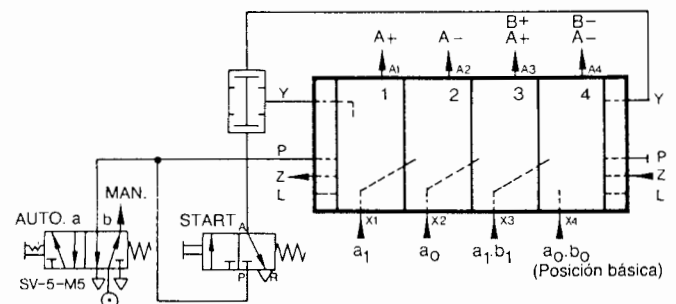 B+ B-
A+ A- A+ A-
A1 A2 A3 A4
Y 1 2 3 4 Y
P P
Z Z
L L
MAN.
AUTO. a b START A
X1 X2 X3 X4
P R
SV-5-M5 a1 a0 a1.b1 a0.b0
(Posición básica)